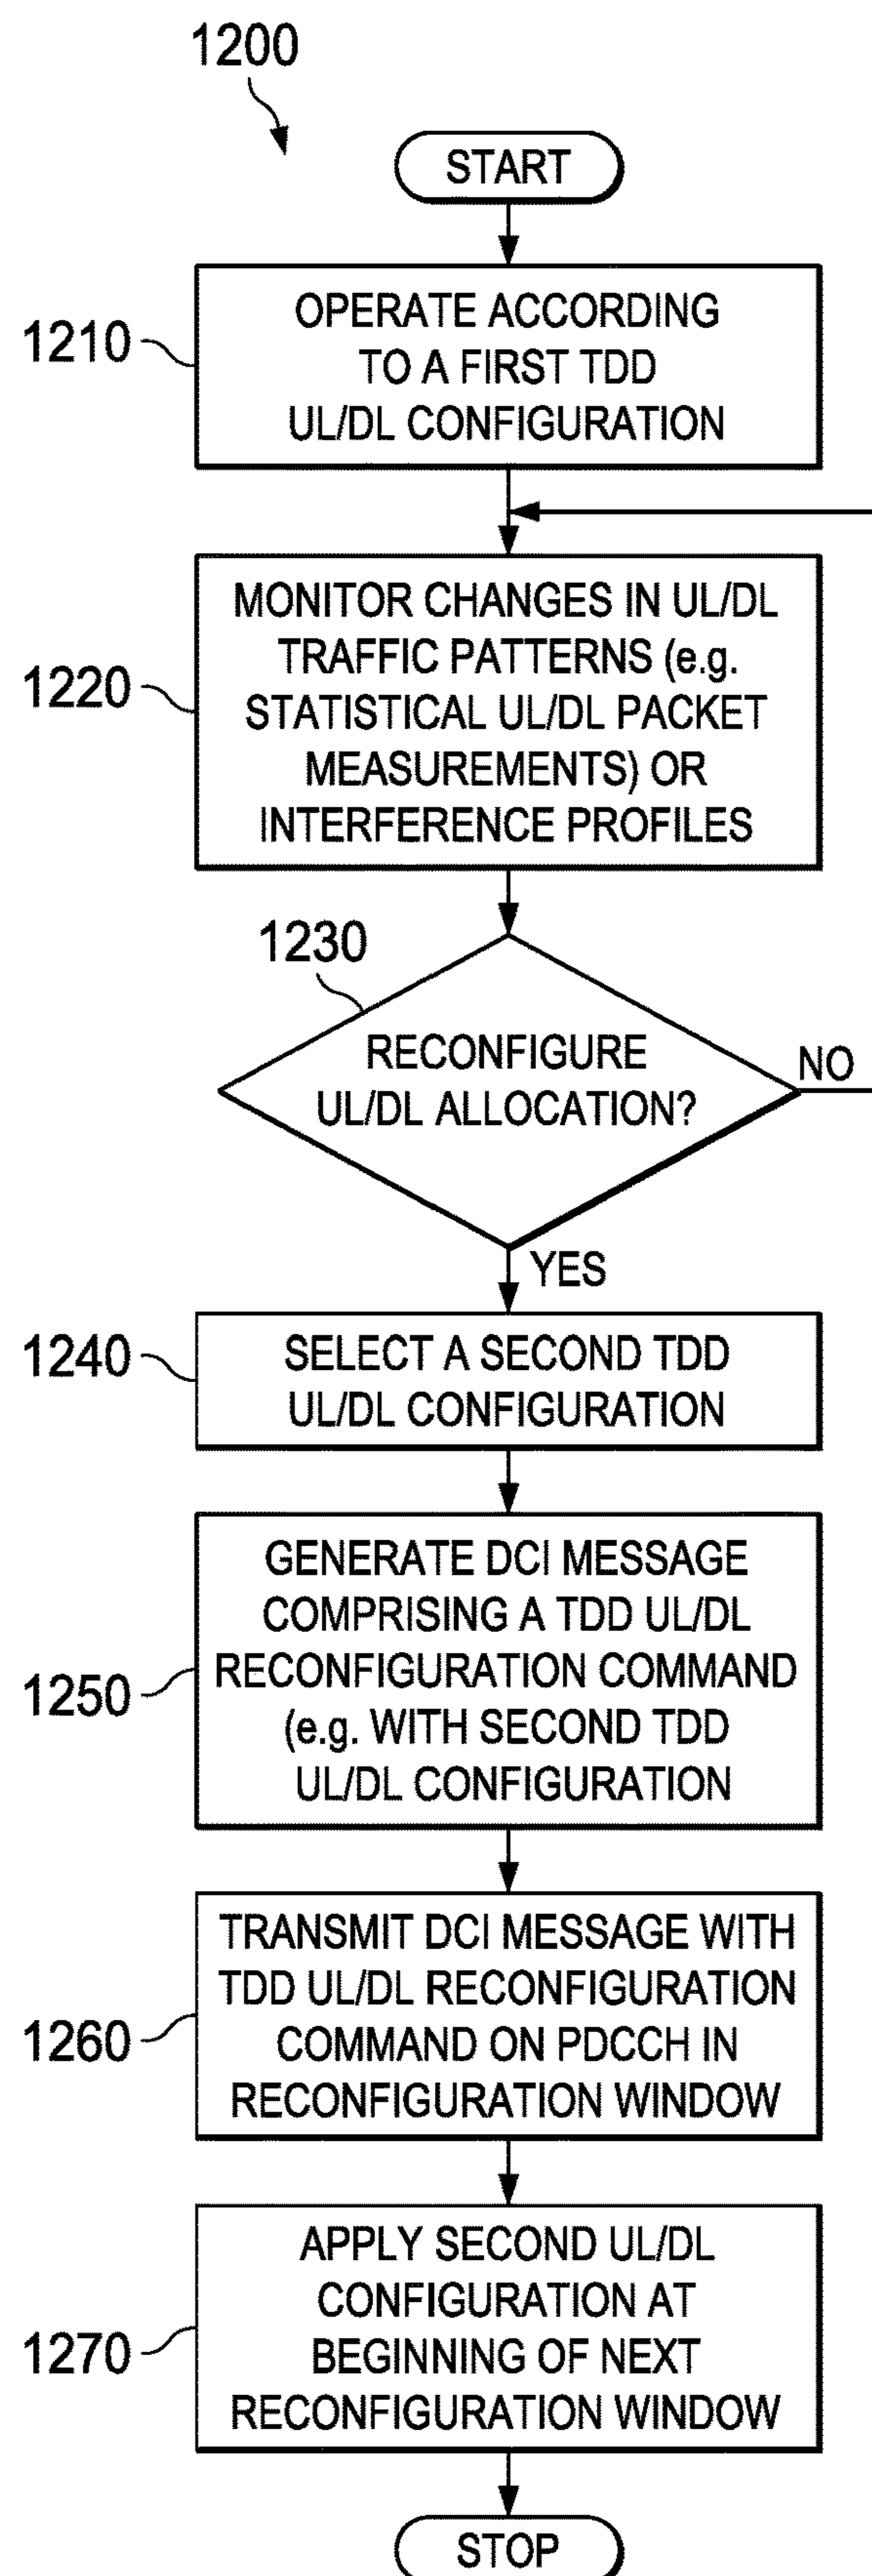 1200
START
1210
OPERATE ACCORDING
TO A FIRST TDD
UL/DL CONFIGURATION
1220
MONITOR CHANGES IN UL/DL
TRAFFIC PATTERNS (e.g.
STATISTICAL UL/DL PACKET
MEASUREMENTS) OR
INTERFERENCE PROFILES
1230
RECONFIGURE
UL/DL ALLOCATION?
NO
YES
1240
SELECT A SECOND TDD
UL/DL CONFIGURATION
1250
GENERATE DCI MESSAGE
COMPRISING A TDD UL/DL
RECONFIGURATION COMMAND
(e.g. WITH SECOND TDD
UL/DL CONFIGURATION
1260
TRANSMIT DCI MESSAGE WITH
TDD UL/DL RECONFIGURATION
COMMAND ON PDCCH IN
RECONFIGURATION WINDOW
1270
APPLY SECOND UL/DL
CONFIGURATION AT
BEGINNING OF NEXT
RECONFIGURATION WINDOW
STOP